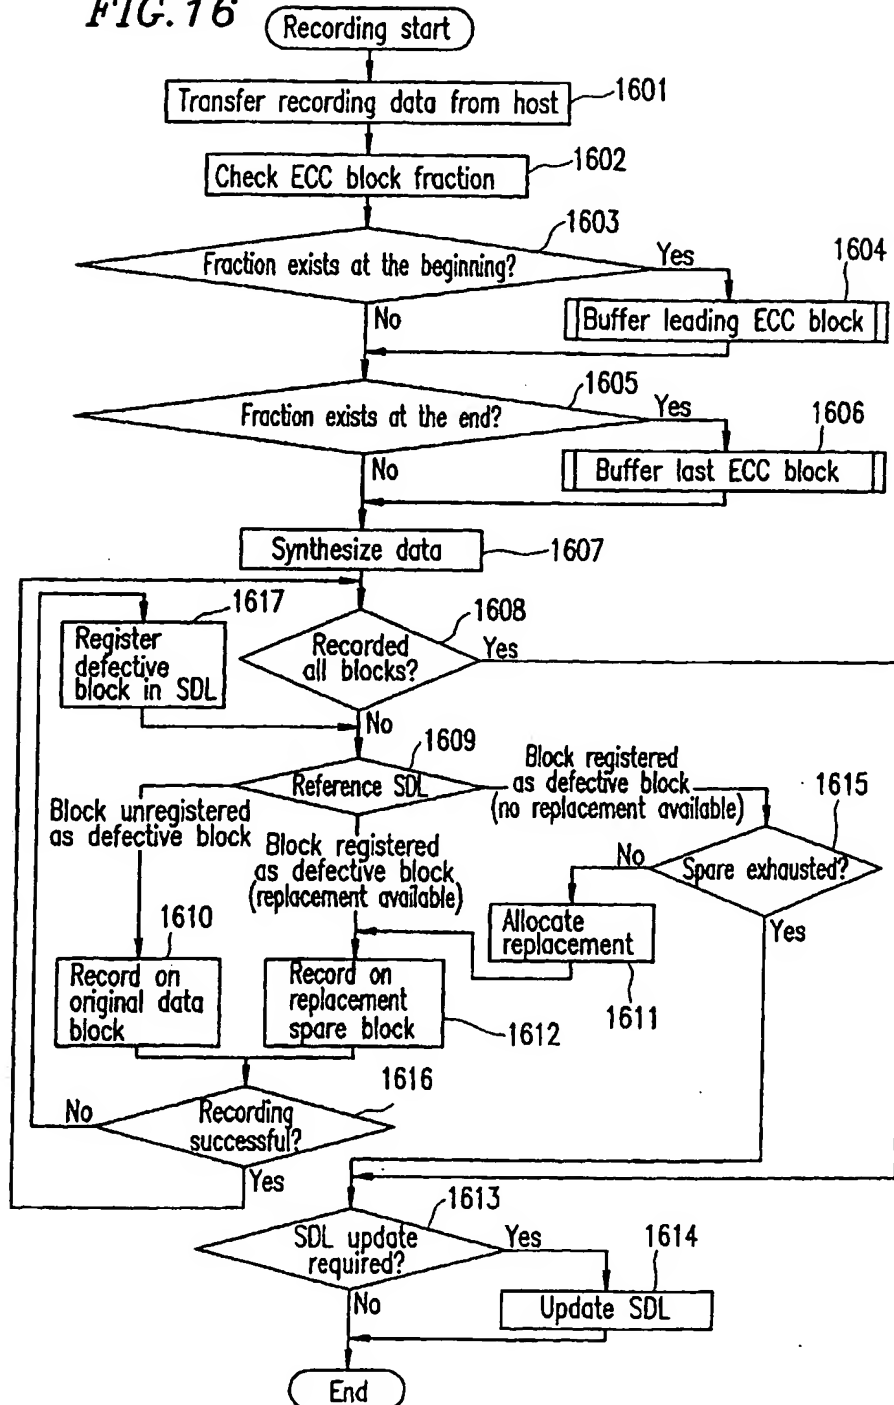 FIG. 16
Recording start
Transfer recording data from host
1601
Check ECC block fraction
1602
1603
Fraction exists at the beginning?
Yes
1604
Buffer leading ECC block
No
1605
Fraction exists at the end?
Yes
1606
Buffer last ECC block
No
Synthesize data
1607
1617
Register
defective
block in SDL
1608
Recorded
all blocks?
Yes
No
1609
Reference SDL
Block registered
as defective block
(no replacement available)
1615
Block unregistered
as defective block
Block registered
as defective block
(replacement available)
No
Spare exhausted?
Yes
Allocate
replacement
1611
1610
Record on
original data
block
Record on
replacement
spare block
1612
1616
No
Recording
successful?
Yes
1613
SDL update
required?
Yes
1614
Update SDL
No
End